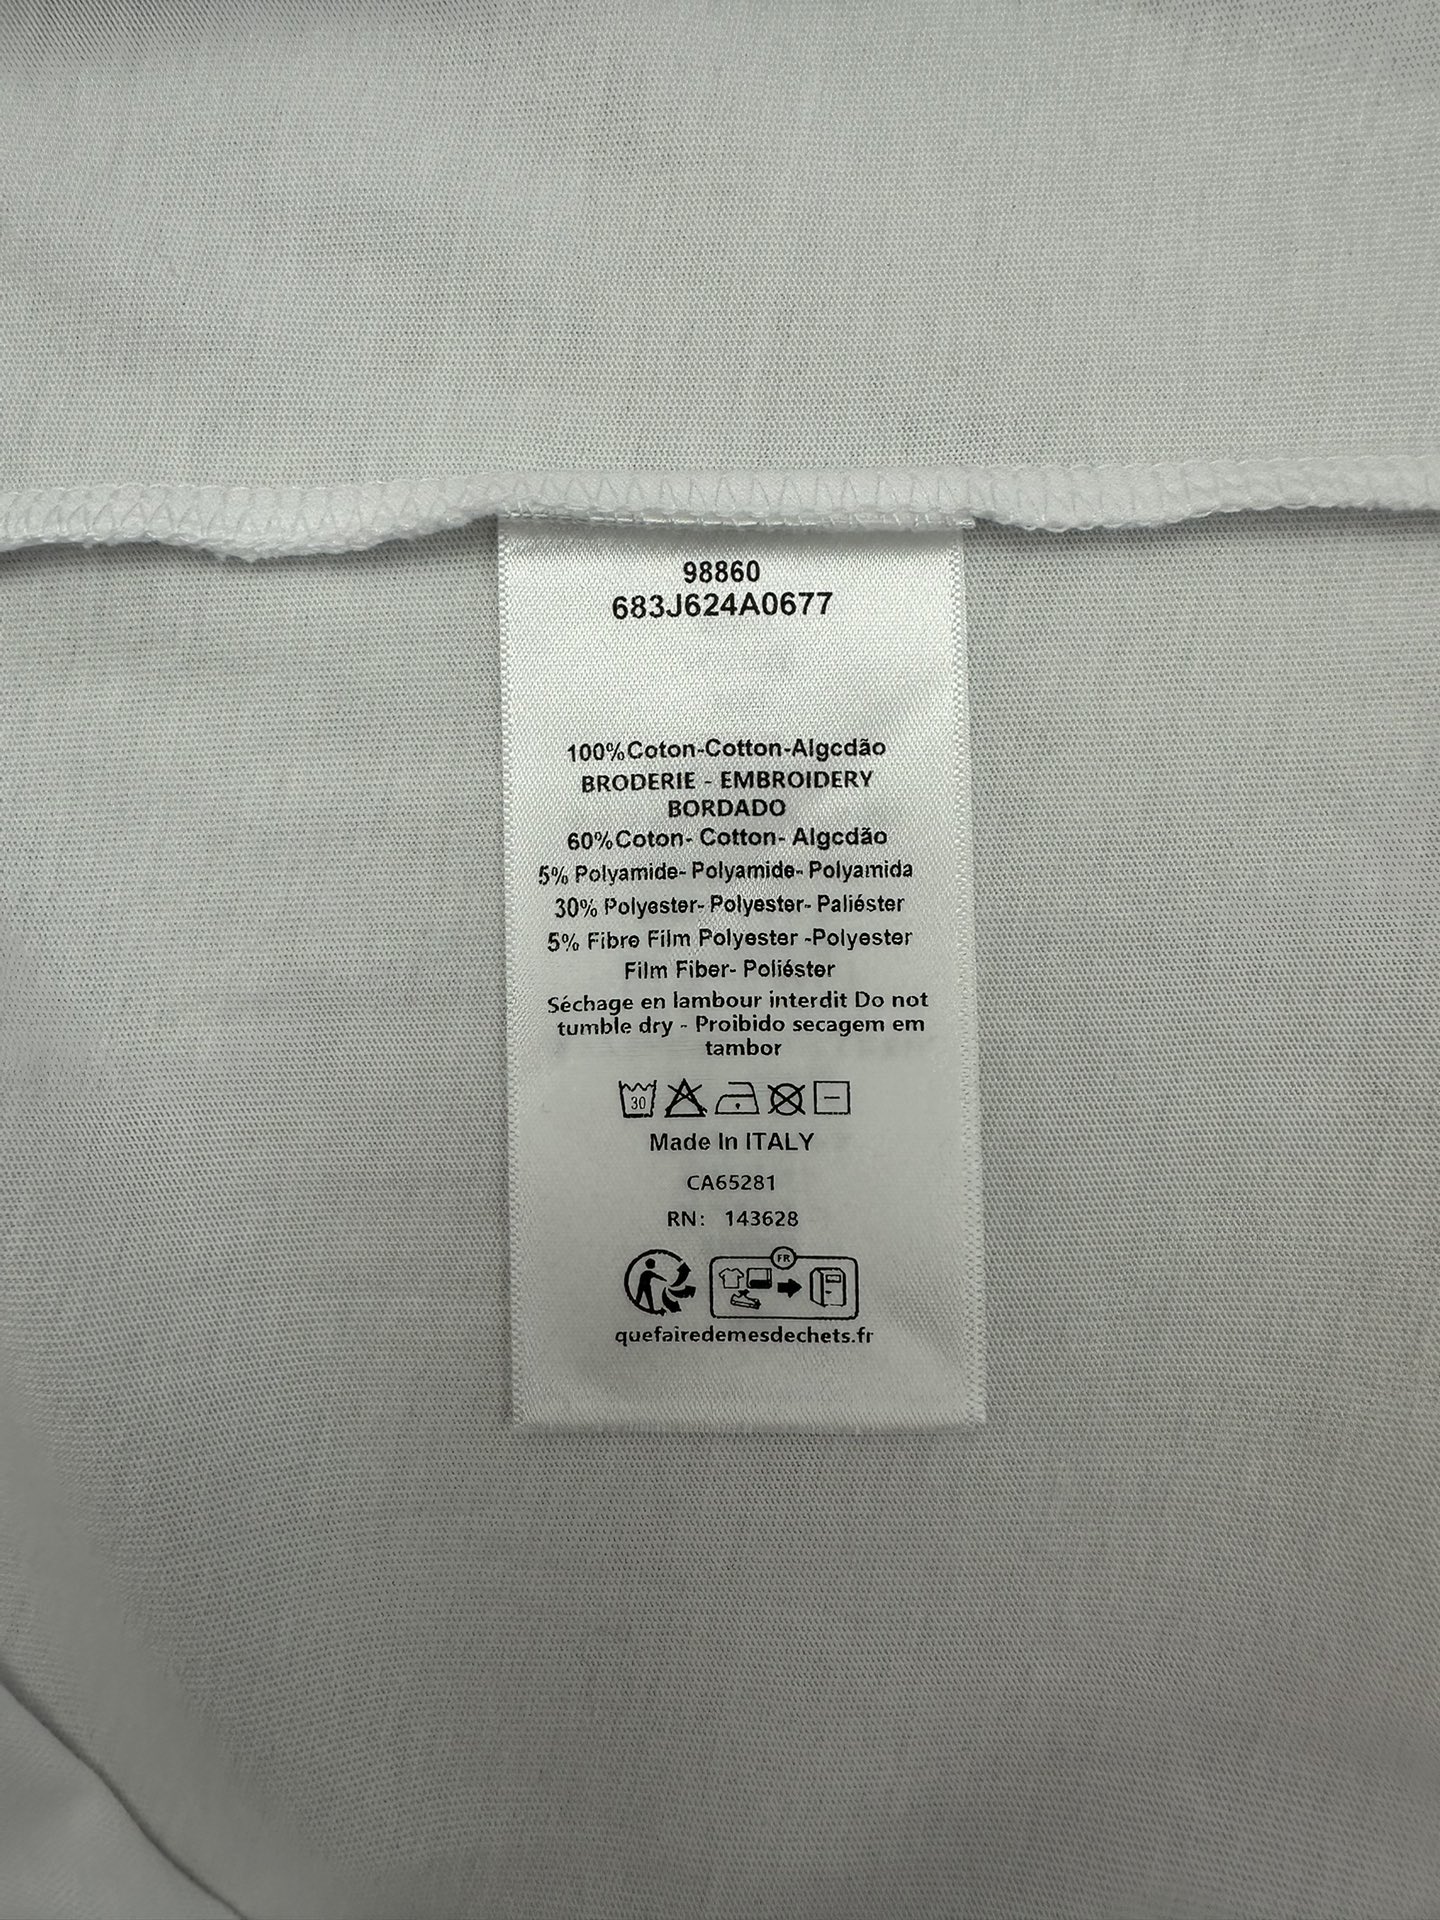 98860
683J624A0677
100%Coton-Cotton-Algcdão
BRODERIE - EMBROIDERY
BORDADO
60%Coton- Cotton- Algcdão
5% Polyamide- Polyamide- Polyamida
30% Polyester- Polyester- Paliéster
5% Fibre Film Polyester -Polyester
Film Fiber- Poliéster
Séchage en lambour interdit Do not
tumble dry - Proibido secagem em
tambor
30
Made In ITALY
CA65281
RN: 143628
FR
quefairedemesdechets.fr